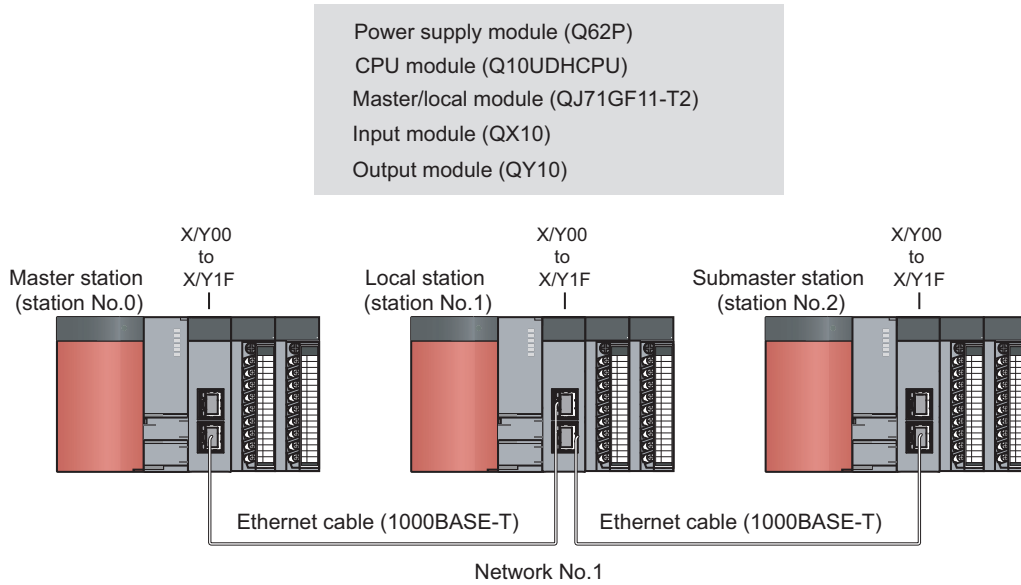 Power supply module (Q62P)
CPU module (Q10UDHCPU)
Master/local module (QJ71GF11-T2)
Input module (QX10)
Output module (QY10)
X/Y00
to
X/Y1F
Master station
(station No.0)
X/Y00
to
X/Y1F
Local station
(station No.1)
X/Y00
to
X/Y1F
Submaster station
(station No.2)
Ethernet cable (1000BASE-T)
Ethernet cable (1000BASE-T)
Network No.1